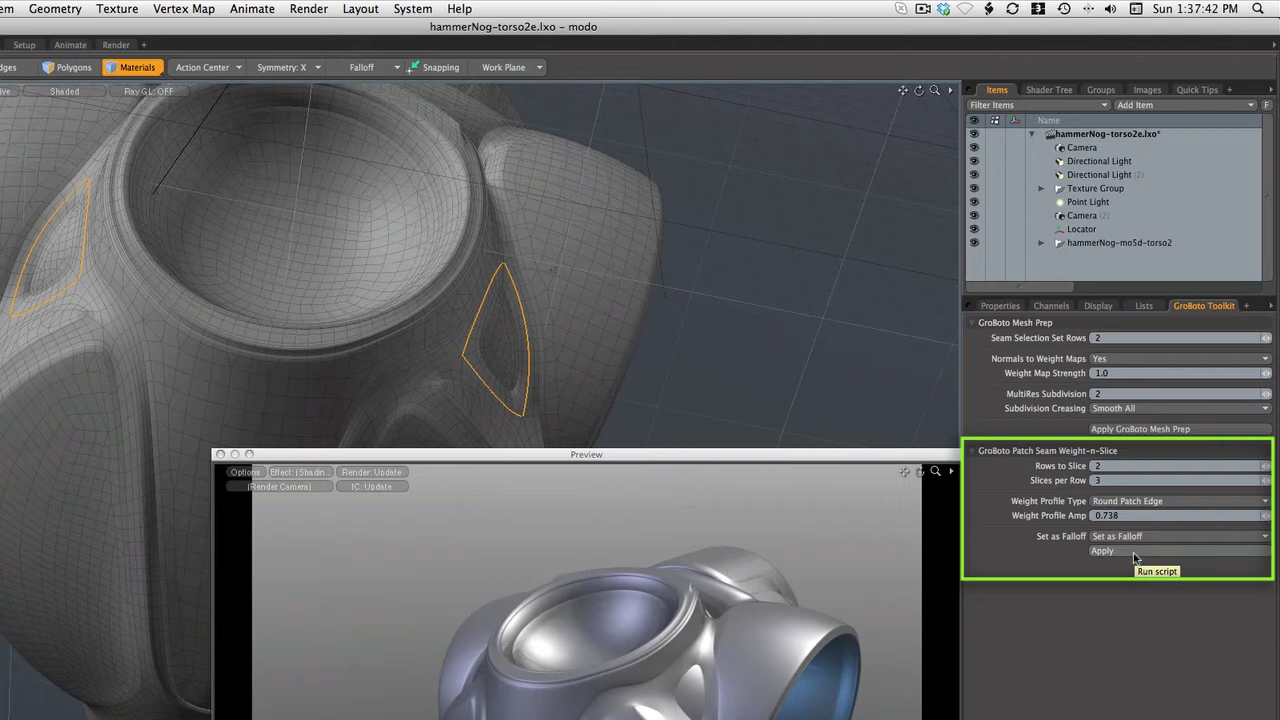 em Geometry Texture Vertex Map Animate Render Layout System Help Sun 1:37:42 PM
hammerNog-torso2e.lxo – modo
Setup Animate Render +
dges Polygons Materials Action Center Symmetry: X Falloff Snapping Work Plane
ive Shaded Ray GL: OFF
Items Shader Tree Groups Images Quick Tips +
Filter Items Add Item F
Name
hammerNog-torso2e.lxo*
Camera
Directional Light
Directional Light (2)
Texture Group
Point Light
Camera (2)
Locator
hammerNog-mo5d-torso2
Properties Channels Display Lists GroBoto Toolkit +
GroBoto Mesh Prep
Seam Selection Set Rows 2
Normals to Weight Maps Yes
Weight Map Strength 1.0
MultiRes Subdivision 2
Subdivision Creasing Smooth All
Apply GroBoto Mesh Prep
GroBoto Patch Seam Weight-n-Slice
Rows to Slice 2
Slices per Row 3
Weight Profile Type Round Patch Edge
Weight Profile Amp 0.738
Set as Falloff Set as Falloff
Apply
Run script
Preview
Options Effect: (Shadin... Render: Update
(Render Camera) IC: Update